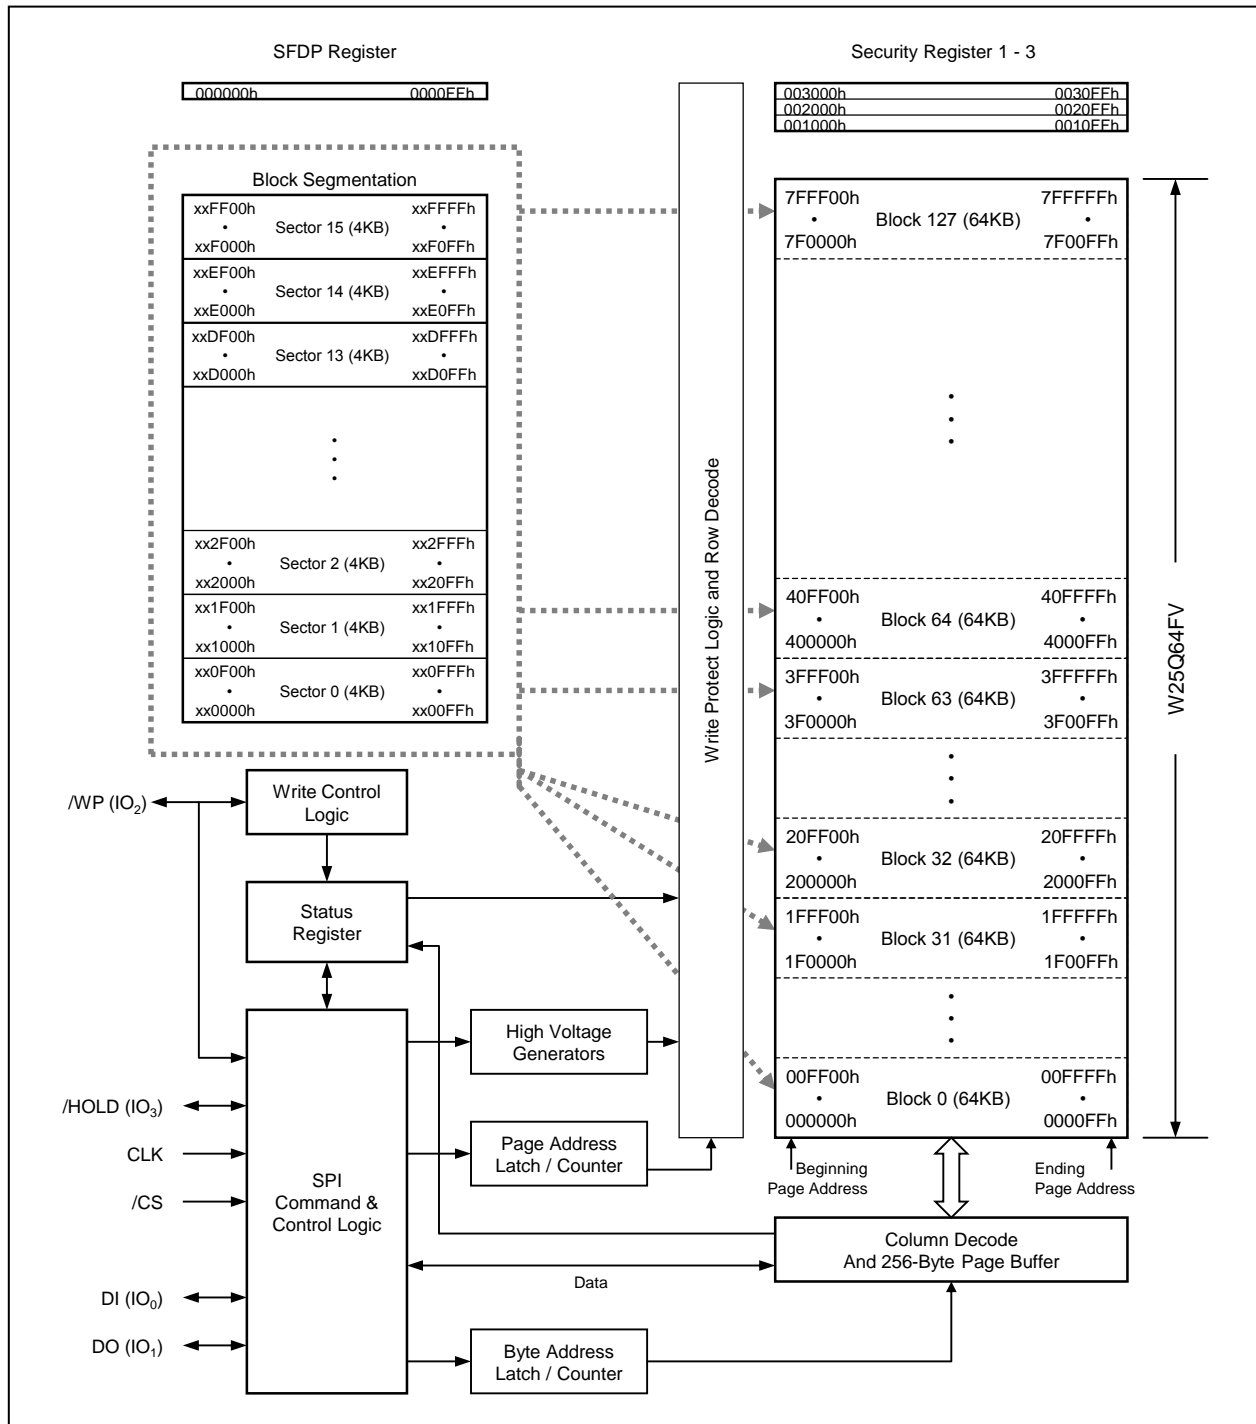 SFDP Register
000000h 0000FFh
Security Register 1 - 3
003000h 0030FFh
002000h 0020FFh
001000h 0010FFh
Block Segmentation
xxFF00h xxFFFFh
• Sector 15 (4KB) •
xxF000h xxF0FFh
xxEF00h xxEFFFh
• Sector 14 (4KB) •
xxE000h xxE0FFh
xxDF00h xxDFFFh
• Sector 13 (4KB) •
xxD000h xxD0FFh
xx2F00h xx2FFFh
• Sector 2 (4KB) •
xx2000h xx20FFh
xx1F00h xx1FFFh
• Sector 1 (4KB) •
xx1000h xx10FFh
xx0F00h xx0FFFh
• Sector 0 (4KB) •
xx0000h xx00FFh
Write Protect Logic and Row Decode
7FFF00h 7FFFFFh
• Block 127 (64KB) •
7F0000h 7F00FFh
40FF00h 40FFFFh
• Block 64 (64KB) •
400000h 4000FFh
3FFF00h 3FFFFFh
• Block 63 (64KB) •
3F0000h 3F00FFh
20FF00h 20FFFFh
• Block 32 (64KB) •
200000h 2000FFh
1FFF00h 1FFFFFh
• Block 31 (64KB) •
1F0000h 1F00FFh
00FF00h 00FFFFh
• Block 0 (64KB) •
000000h 0000FFh
W25Q64FV
Beginning
Page Address
Ending
Page Address
/WP (IO2)
Write Control
Logic
Status
Register
/HOLD (IO3)
CLK
/CS
DI (IO0)
DO (IO1)
SPI
Command &
Control Logic
High Voltage
Generators
Page Address
Latch / Counter
Column Decode
And 256-Byte Page Buffer
Data
Byte Address
Latch / Counter